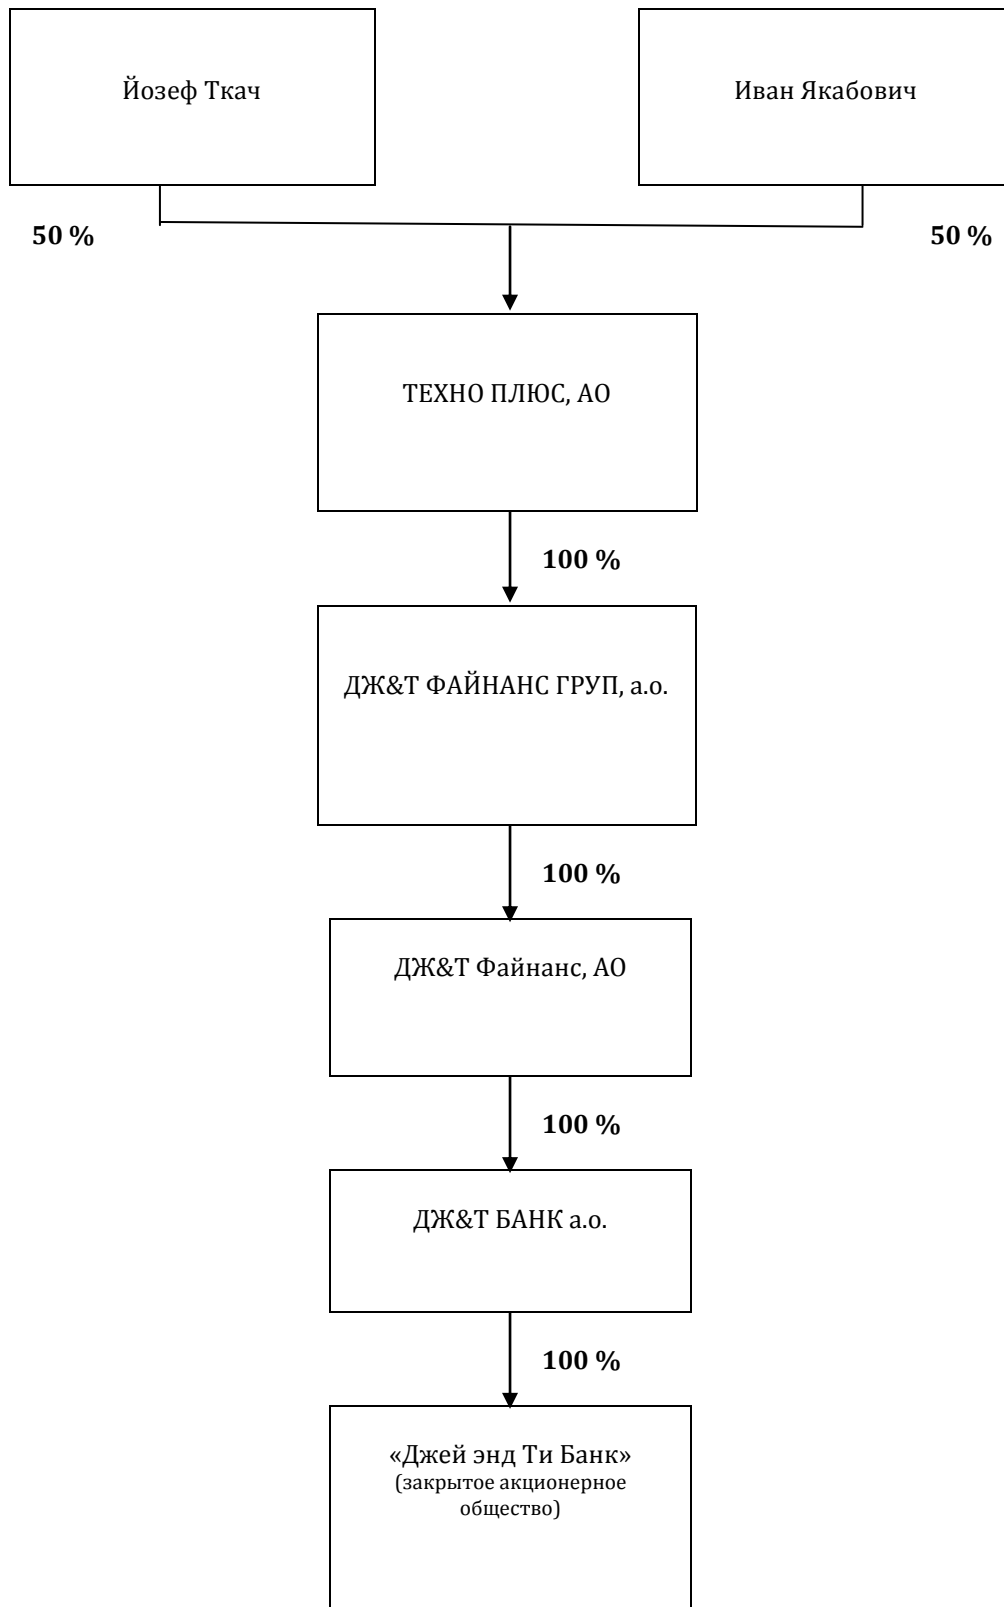 Йозеф Ткач
Иван Якабович
50 %
50 %
ТЕХНО ПЛЮС, АО
100 %
ДЖ&Т ФАЙНАНС ГРУП, а.о.
100 %
ДЖ&Т Файнанс, АО
100 %
ДЖ&Т БАНК а.о.
100 %
«Джей энд Ти Банк»
(закрытое акционерное
общество)